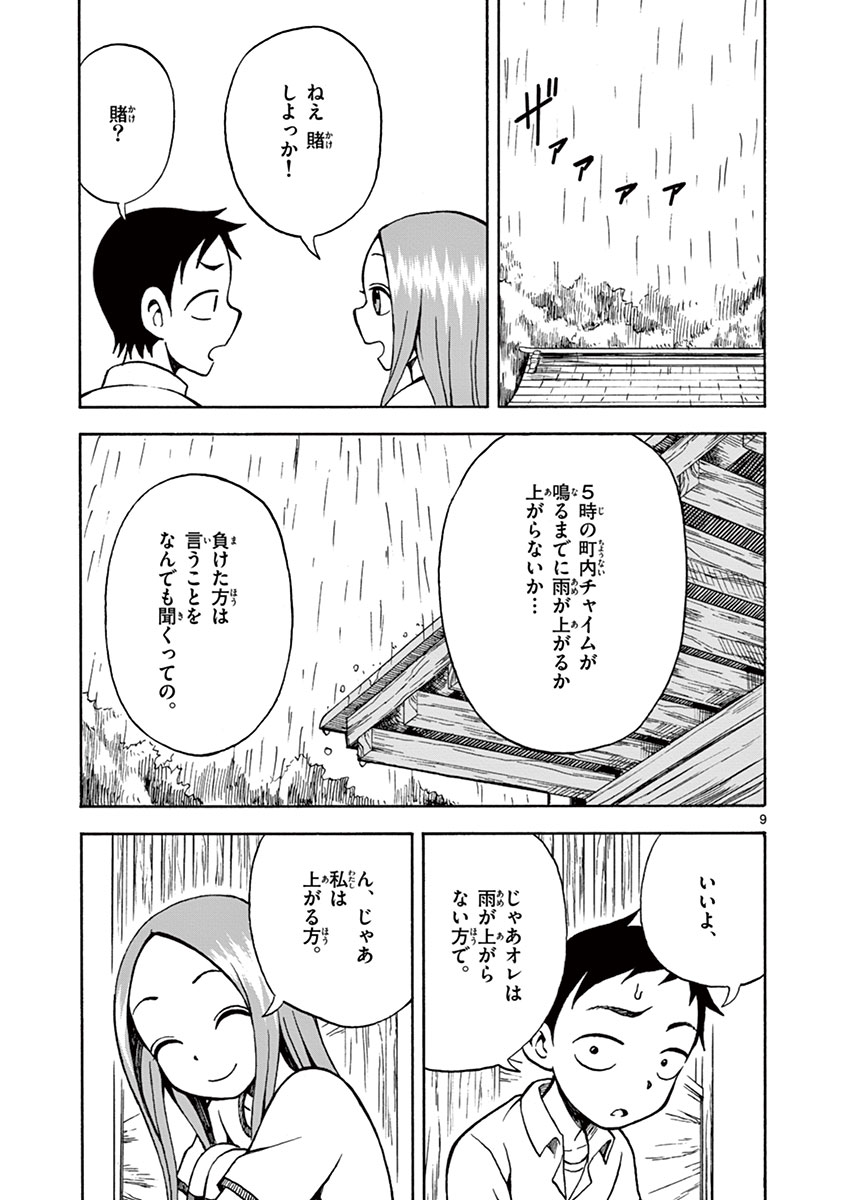 ザァァァァ
ねえ 賭
しよっか!
賭?
5時の町内チャイムが
鳴るまでに雨が上がるか
上がらないか…
負けた方は
言うことを
なんでも聞くっての。
9
いいよ、
じゃあオレは
雨が上がら
ない方で。
ん、じゃあ
私は
上がる方。